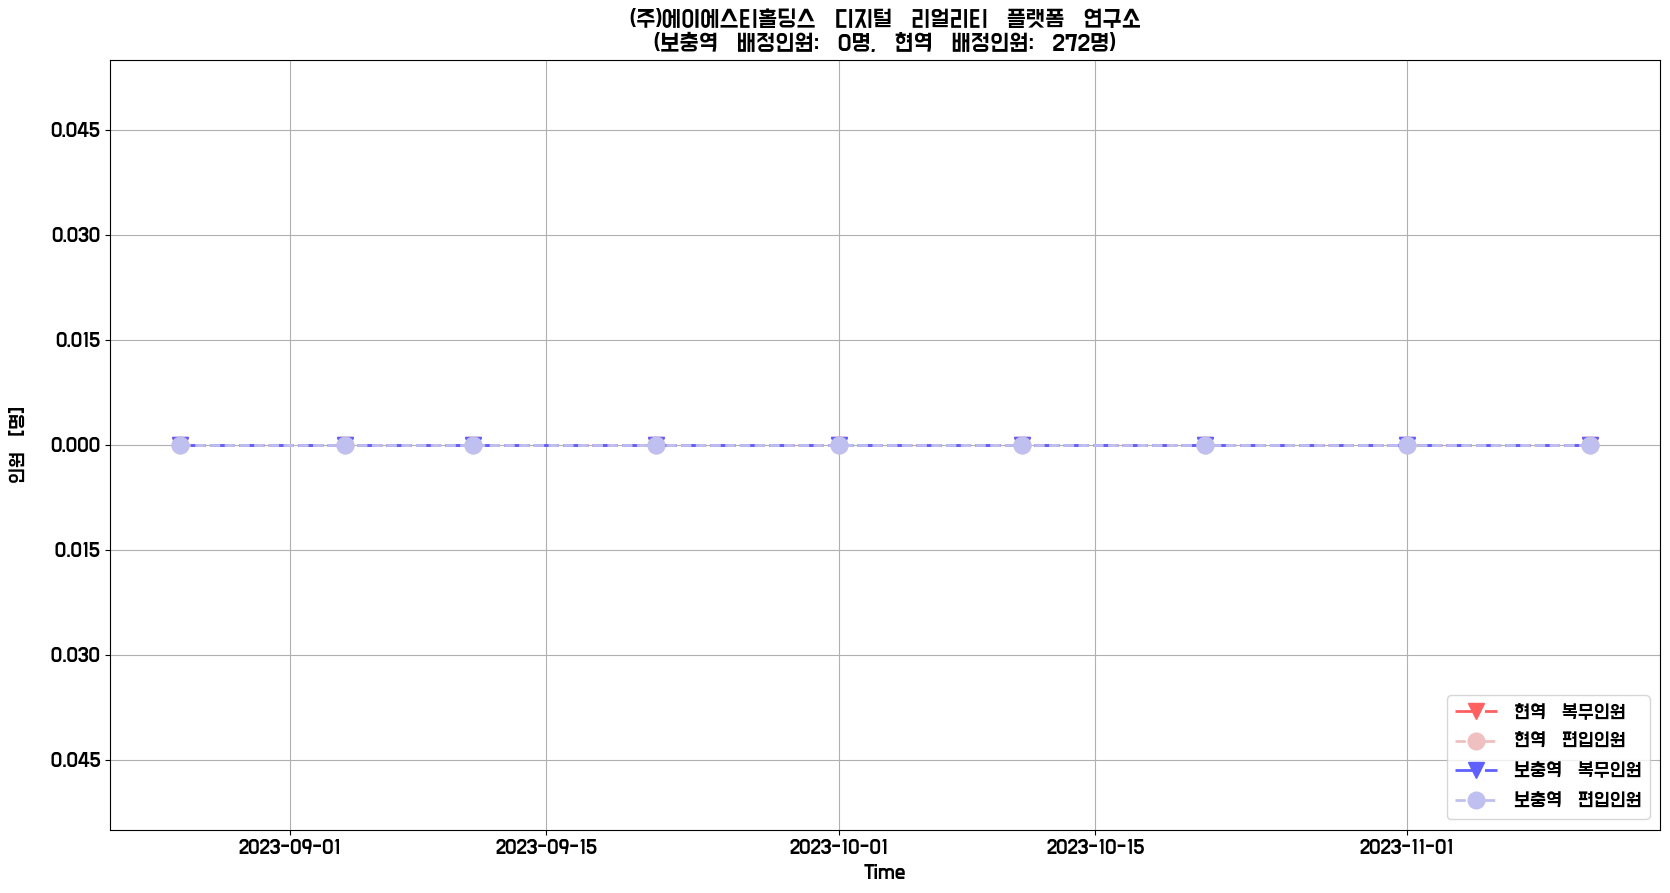 (주)에이에스티홀딩스 디지털 리얼리티 플랫폼 연구소
(보충역 배정인원: 0명, 현역 배정인원: 272명)
인원 [명]
0.045
0.030
0.015
0.000
0.015
0.030
0.045
2023-09-01
2023-09-15
2023-10-01
2023-10-15
2023-11-01
Time
현역 복무인원
현역 편입인원
보충역 복무인원
보충역 편입인원